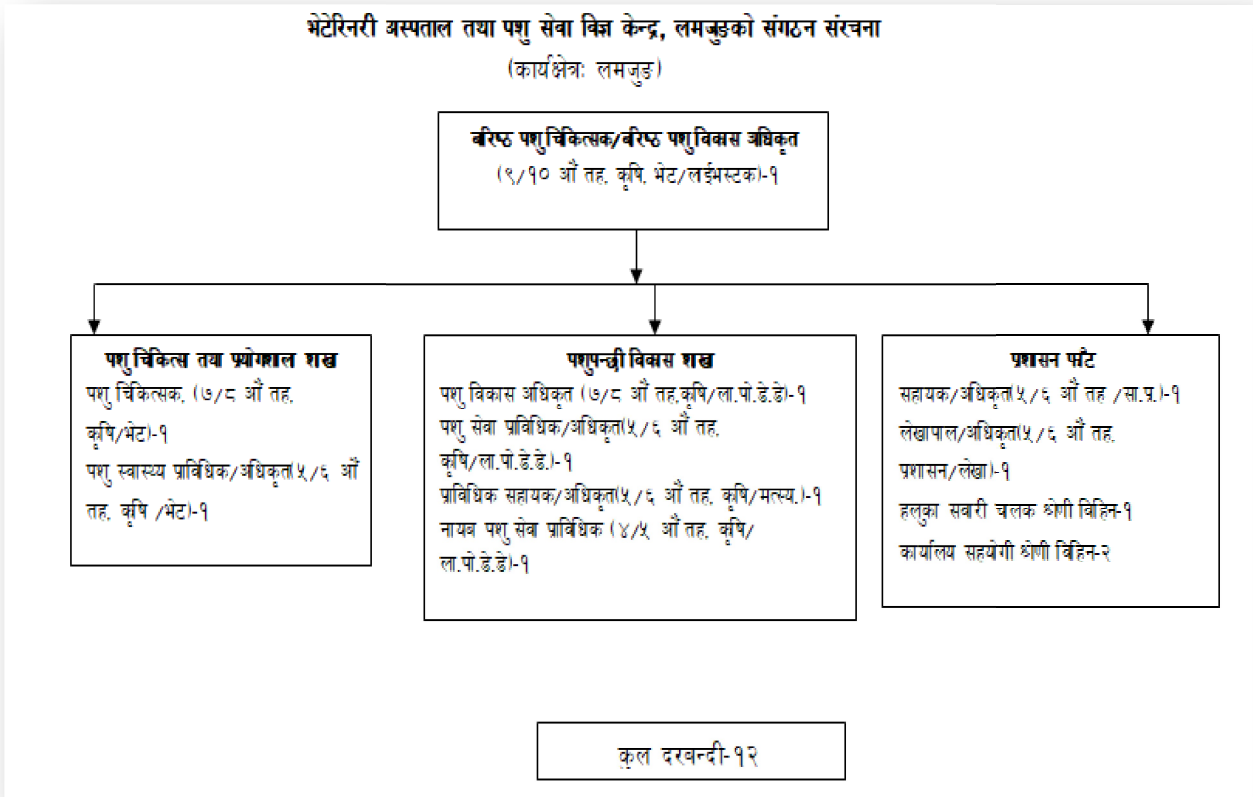 भेटेरिनरी अस्पताल तथा पशु सेवा विज्ञ केन्द्र, लमजुङको संगठन संरचना
(कार्यक्षेत्रः लमजुङ)
बरिष्ठ पशु चिकित्सक/बरिष्ठ पशु विकास अधिकृत
(९/१० औं तह, कृषि, भेट/लाईभस्टक)-१
पशु चिकित्स तथा प्रयोगशाल शाख
पशु चिकित्सक, (७/८ औं तह,
कृषि/भेट)-१
पशु स्वास्थ्य प्राविधिक/अधिकृत(५/६ औं
तह, कृषि /भेट)-१
पशुपन्छी विकास शाख
पशु विकास अधिकृत (७/८ औं तह,कृषि/ला.पो.डे.डे)-१
पशु सेवा प्रविधिक/अधिकृत(५/६ औं तह,
कृषि/ला.पो.डे.डे.)-१
प्राविधिक सहायक/अधिकृत(५/६ औं तह, कृषि/मत्स्य.)-१
नायब पशु सेवा प्राविधिक (४/५ औं तह, कृषि/
ला.पो.डे.डे)-१
प्रशासन फाँट
सहायक/अधिकृत(५/६ औं तह /सा.प्र.)-१
लेखापाल/अधिकृत(५/६ औं तह,
प्रशासन/लेखा)-१
हलुका सवारी चालक श्रेणी विहिन-१
कार्यालय सहयोगी श्रेणी विहिन-२
कुल दरबन्दी-१२